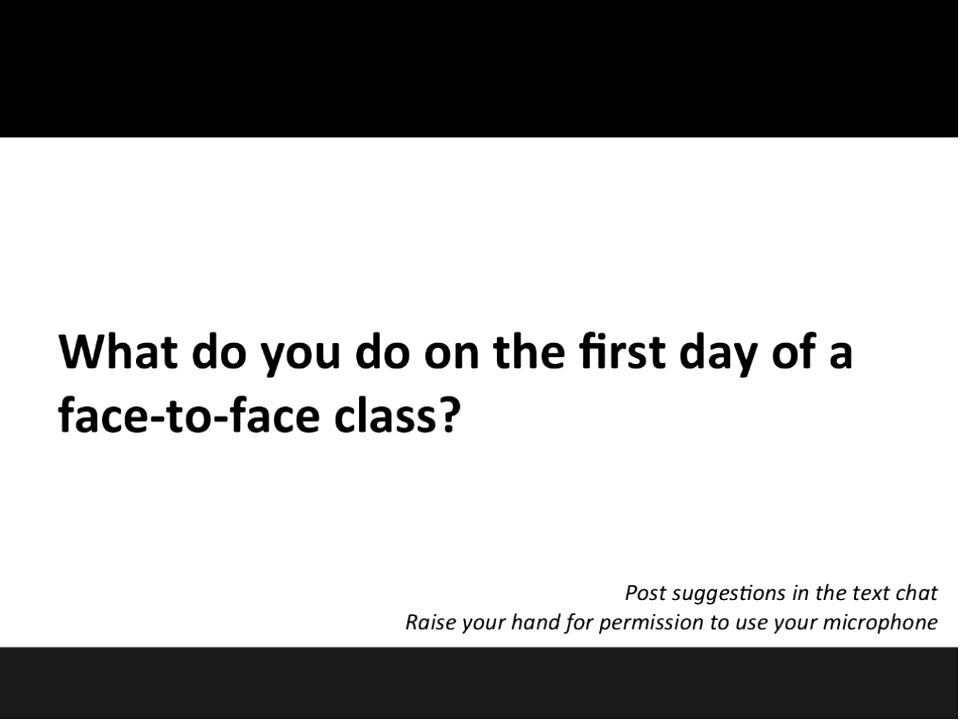 What do you do on the first day of a
face-to-face class?
Post suggestions in the text chat
Raise your hand for permission to use your microphone